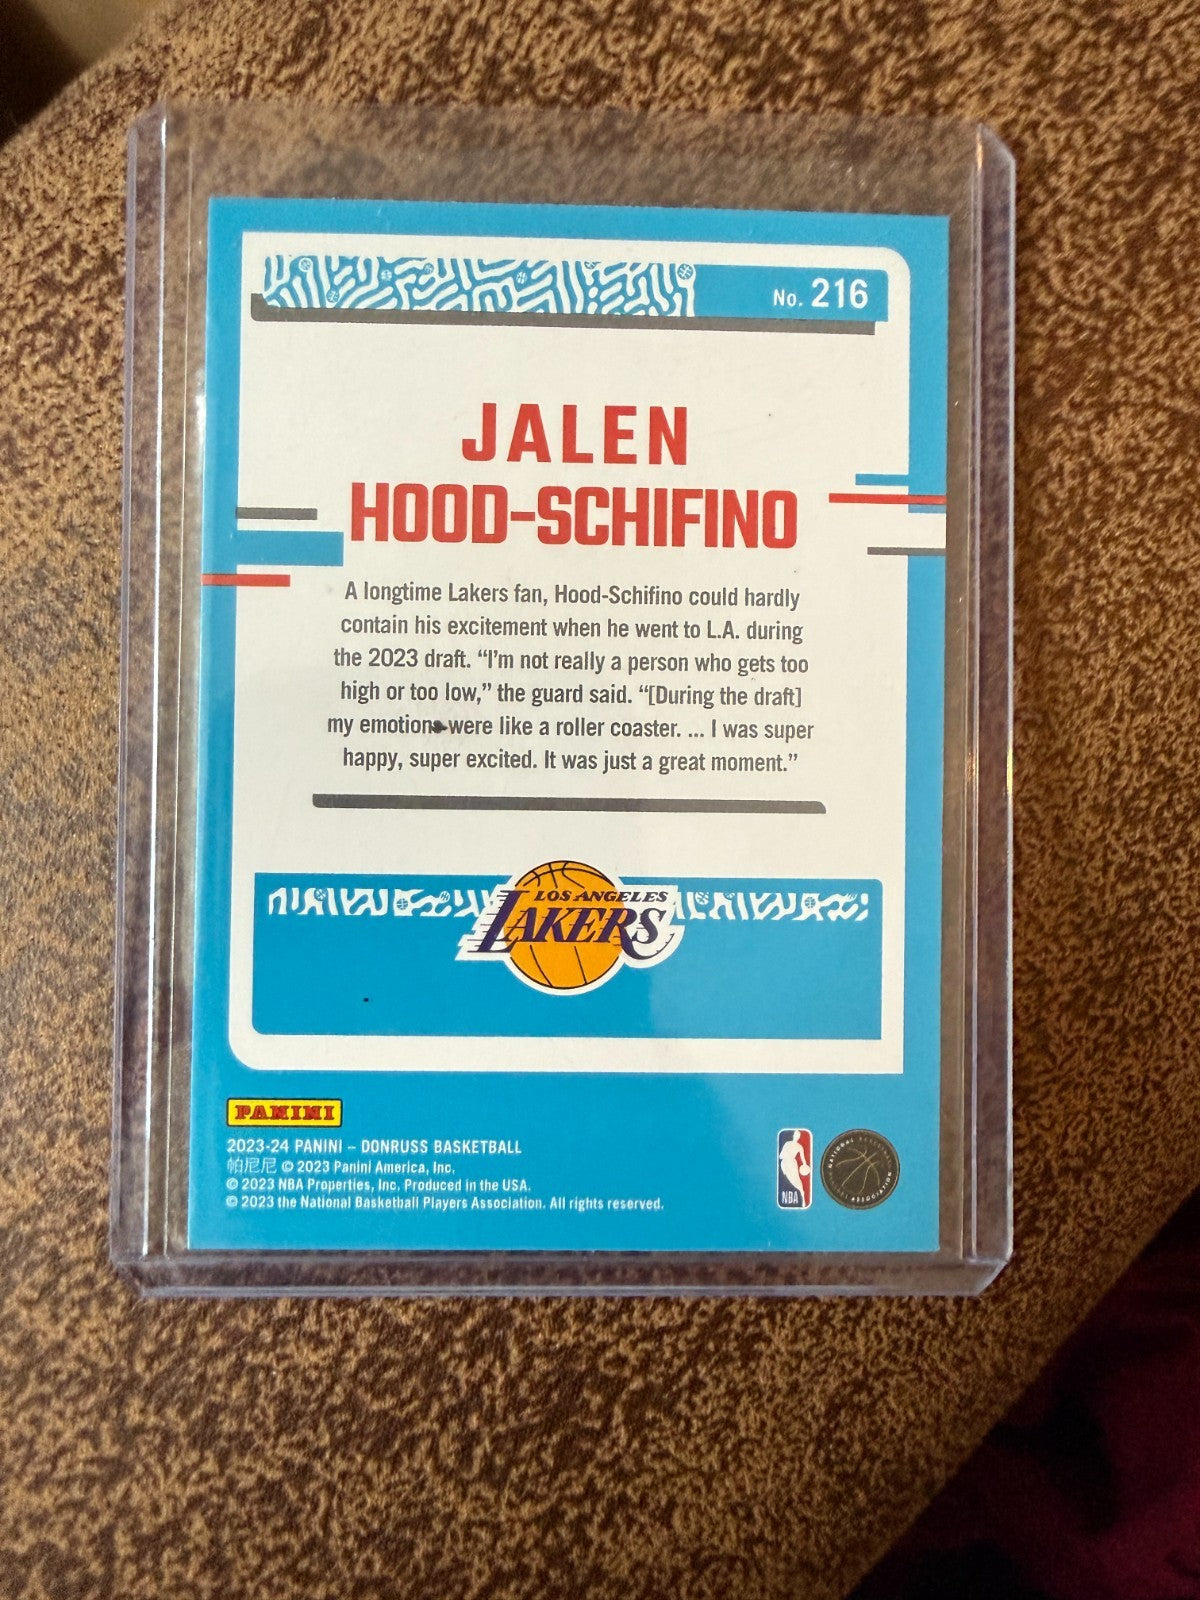 No. 216
JALEN
HOOD-SCHIFINO
A longtime Lakers fan, Hood-Schifino could hardly
contain his excitement when he went to L.A. during
the 2023 draft. “I’m not really a person who gets too
high or too low,” the guard said. “[During the draft]
my emotions were like a roller coaster. ... I was super
happy, super excited. It was just a great moment.”
LOS ANGELES
LAKERS
PANINI
2023-24 PANINI – DONRUSS BASKETBALL
帕尼尼 © 2023 Panini America, Inc.
© 2023 NBA Properties, Inc. Produced in the USA.
© 2023 the National Basketball Players Association. All rights reserved.
NBA
NATIONAL BASKETBALL
PLAYERS ASSOCIATION